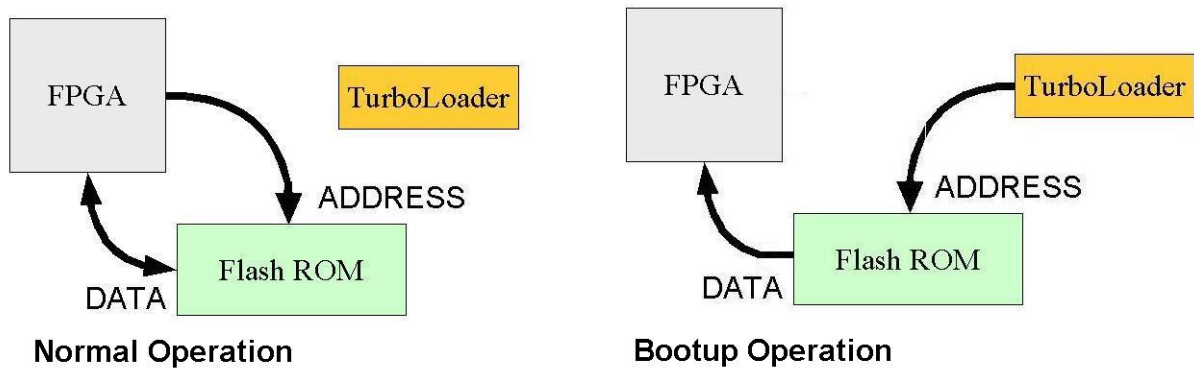 FPGA
TurboLoader
ADDRESS
Flash ROM
DATA
Normal Operation
FPGA
TurboLoader
ADDRESS
Flash ROM
DATA
Bootup Operation